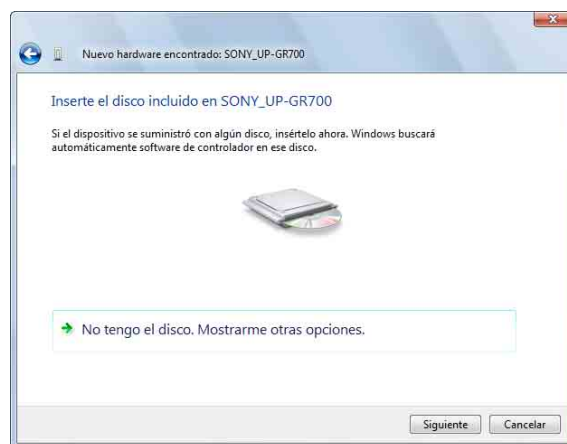 Nuevo hardware encontrado: SONY_UP-GR700
Inserte el disco incluido en SONY_UP-GR700
Si el dispositivo se suministró con algún disco, insértelo ahora. Windows buscará
automáticamente software de controlador en ese disco.
No tengo el disco. Mostrarme otras opciones.
Siguiente
Cancelar